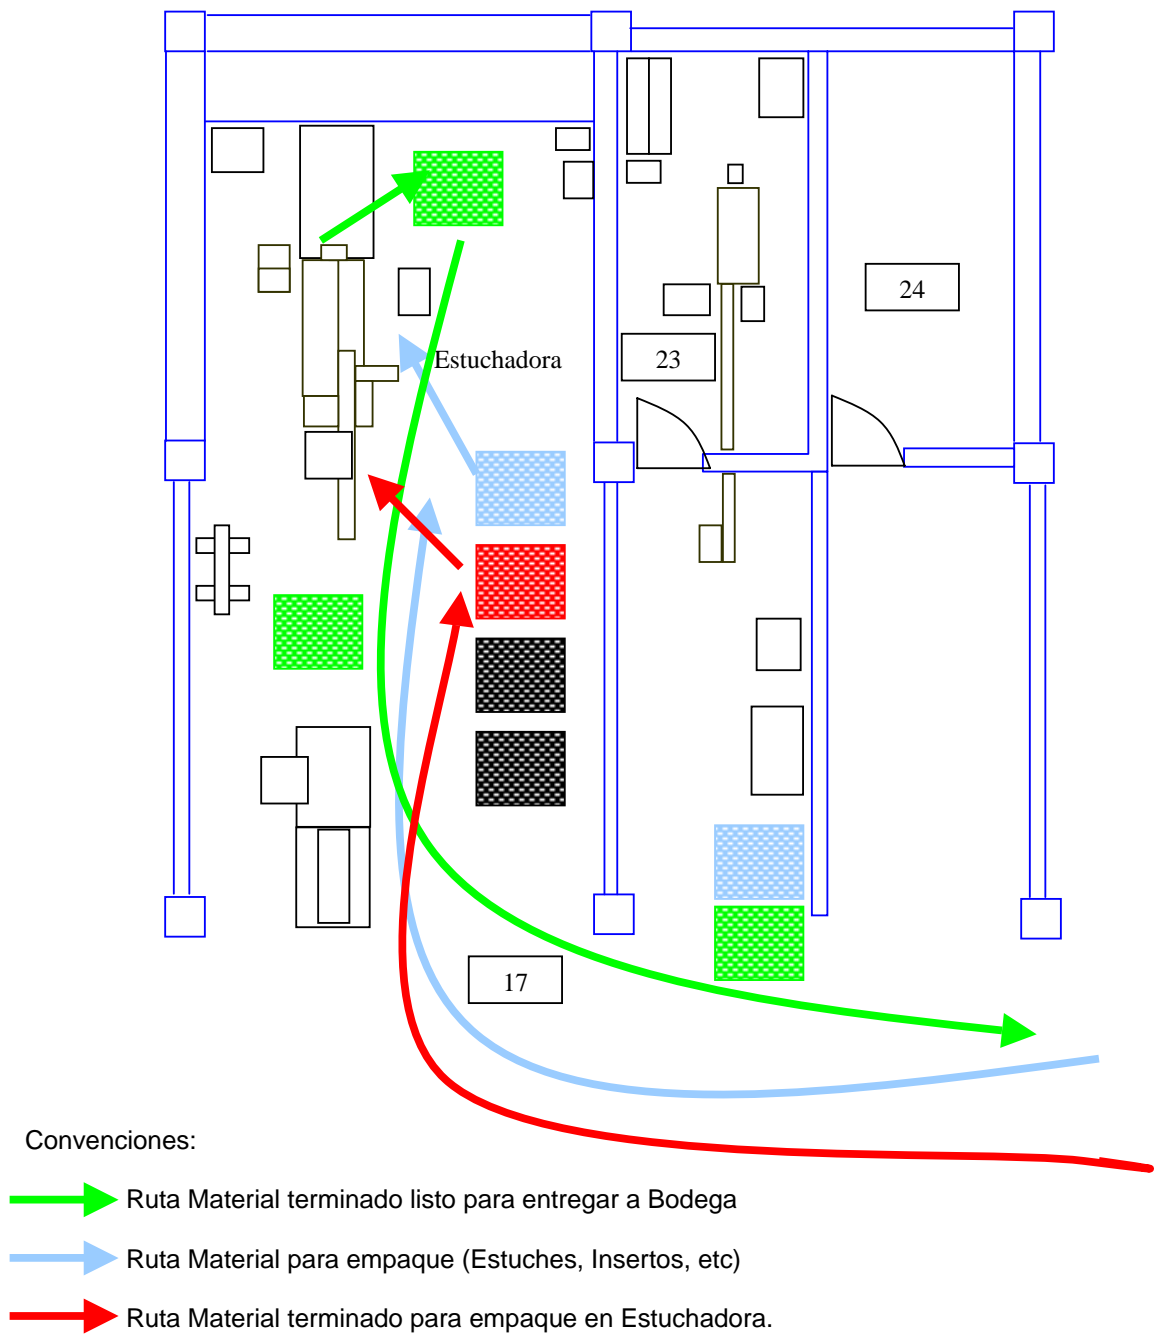 24
23
Estuchadora
17
Convenciones:
Ruta Material terminado listo para entregar a Bodega
Ruta Material para empaque (Estuches, Insertos, etc)
Ruta Material terminado para empaque en Estuchadora.